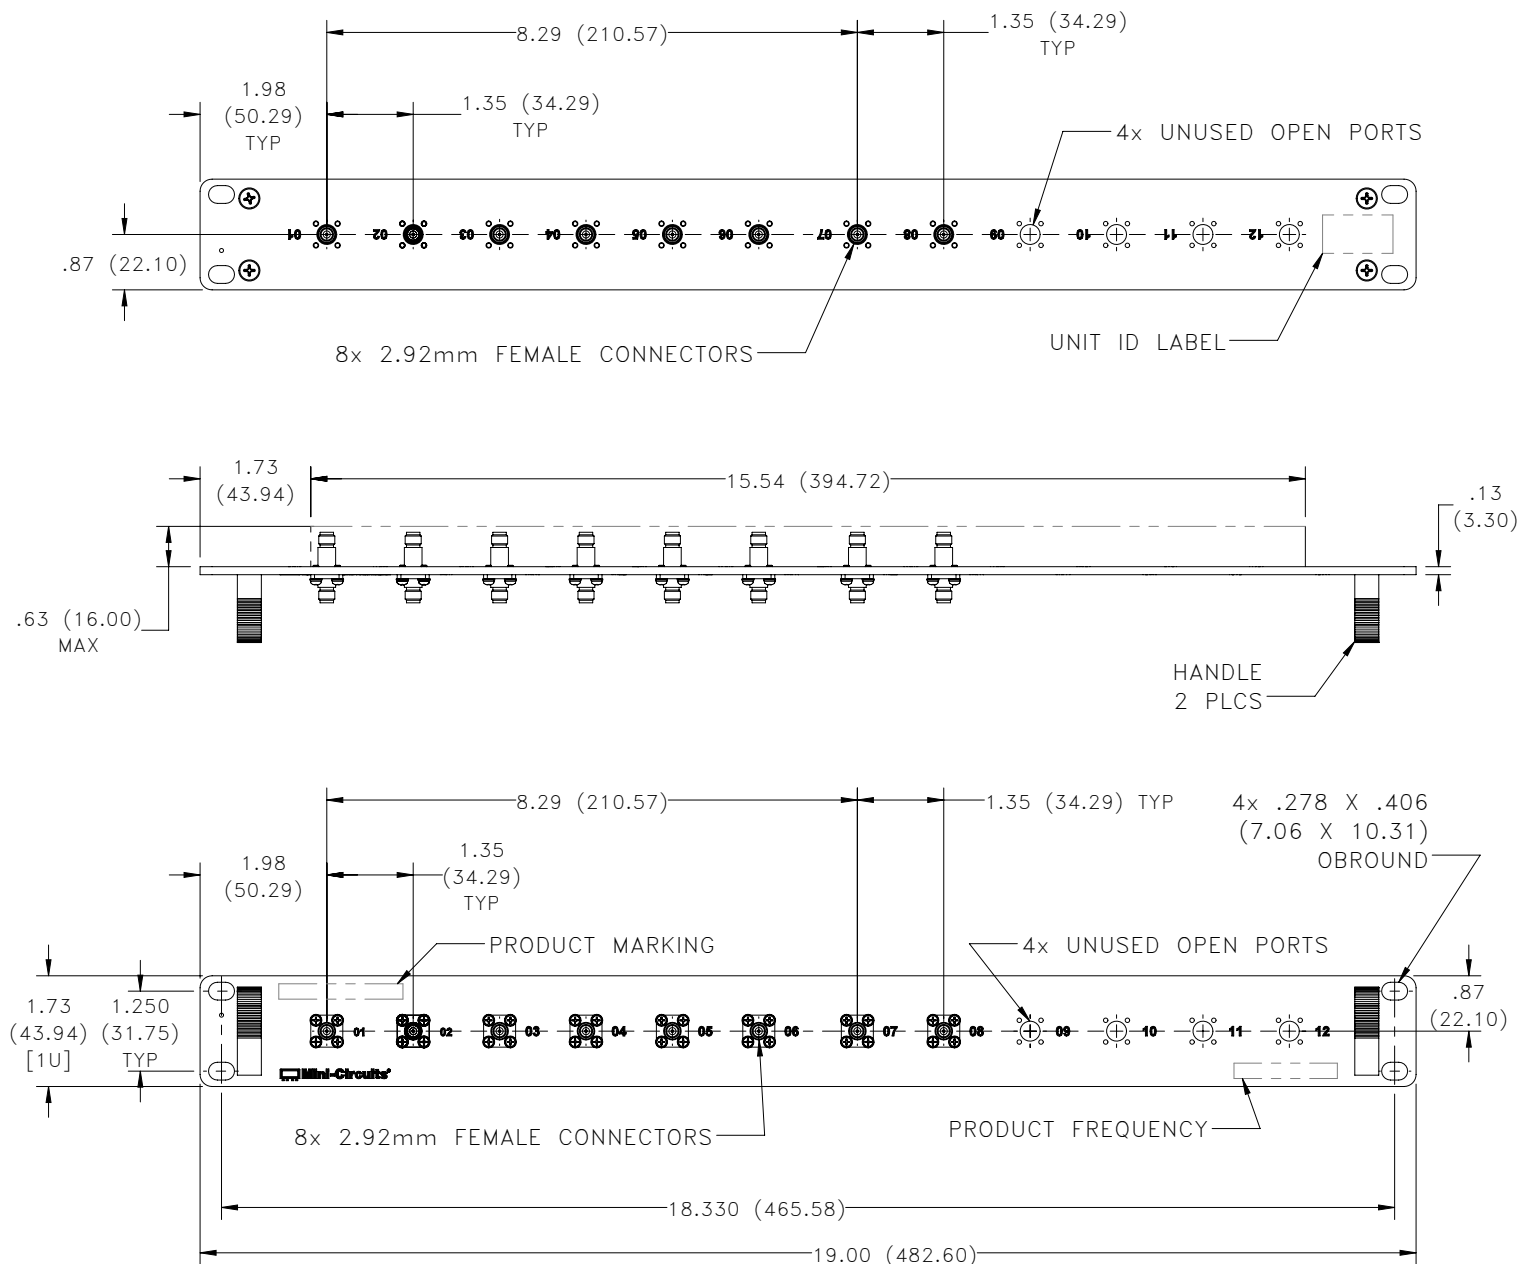 8.29 (210.57)
1.35 (34.29)
TYP
1.98
(50.29)
TYP
1.35 (34.29)
TYP
4x UNUSED OPEN PORTS
01 02 03 04 05 06 07 08 09 10 11 12
.87 (22.10)
8x 2.92mm FEMALE CONNECTORS
UNIT ID LABEL
1.73
(43.94)
15.54 (394.72)
.13
(3.30)
.63 (16.00)
MAX
HANDLE
2 PLCS
8.29 (210.57)
1.35 (34.29) TYP
4x .278 X .406
(7.06 X 10.31)
OBROUND
1.98
(50.29)
1.35
(34.29)
TYP
PRODUCT MARKING
4x UNUSED OPEN PORTS
1.73
(43.94)
[1U]
1.250
(31.75)
TYP
.87
(22.10)
01 02 03 04 05 06 07 08 09 10 11 12
Mini-Circuits®
8x 2.92mm FEMALE CONNECTORS
PRODUCT FREQUENCY
18.330 (465.58)
19.00 (482.60)